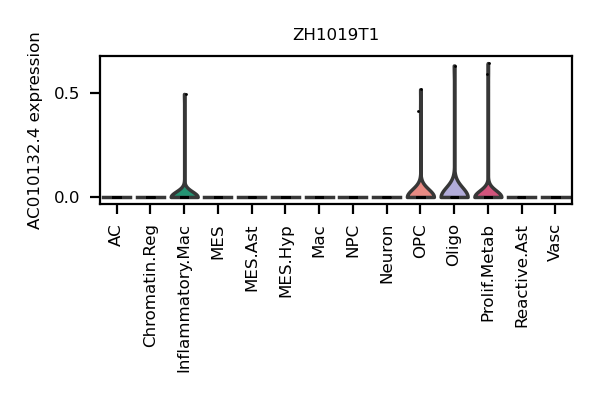 ZH1019T1
AC010132.4 expression
0.5
0.0
AC
Chromatin.Reg
Inflammatory.Mac
MES
MES.Ast
MES.Hyp
Mac
NPC
Neuron
OPC
Oligo
Prolif.Metab
Reactive.Ast
Vasc